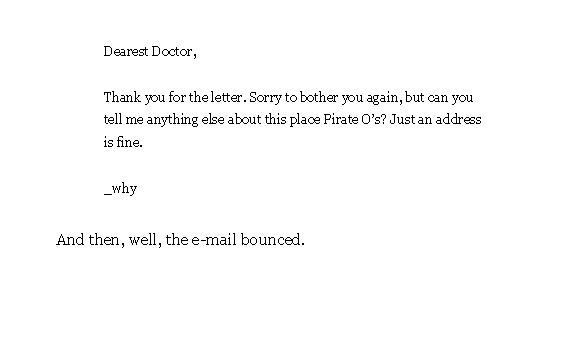 Dearest Doctor,
Thank you for the letter. Sorry to bother you again, but can you
tell me anything else about this place Pirate O’s? Just an address
is fine.
_why
And then, well, the e-mail bounced.